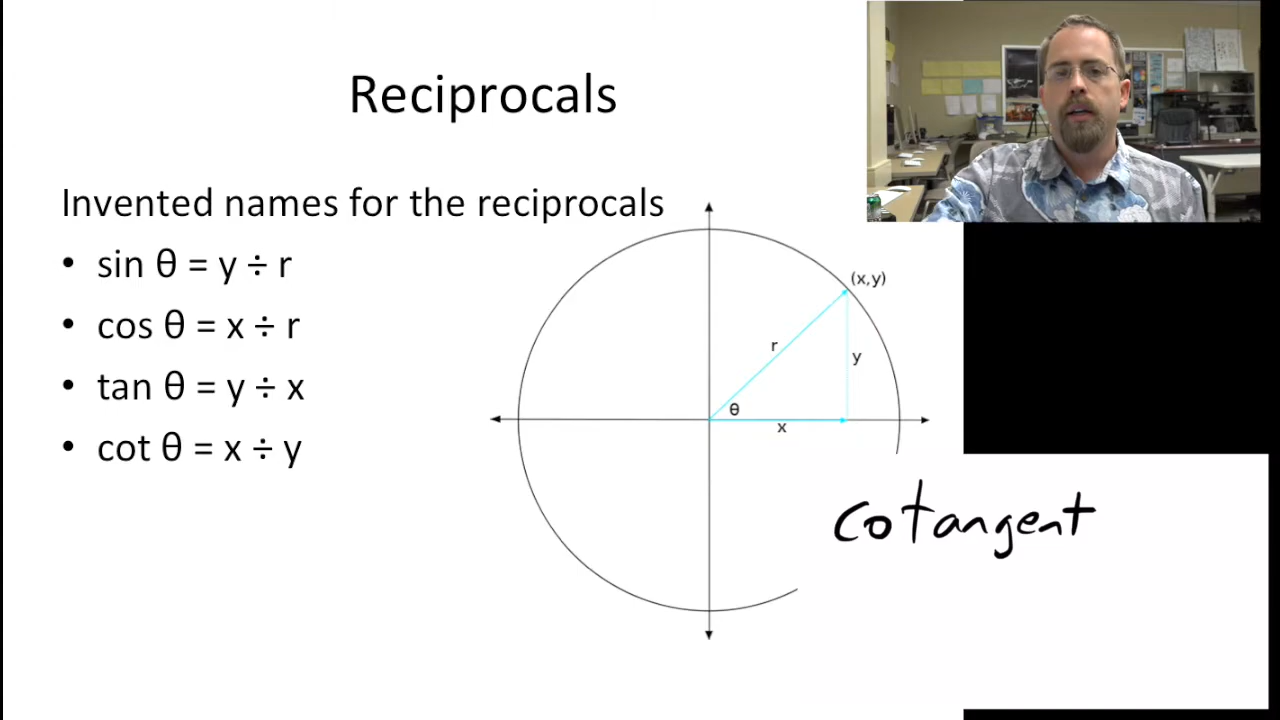 Reciprocals
Invented names for the reciprocals
• sin θ = y ÷ r
• cos θ = x ÷ r
• tan θ = y ÷ x
• cot θ = x ÷ y
(x,y)
r
y
θ
x
cotangent